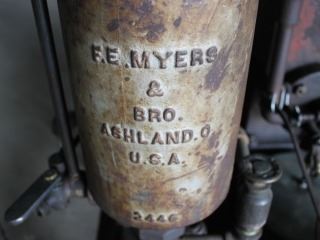 F.E. MYERS
&
BRO.
ASHLAND.O.
U.S.A.
2446